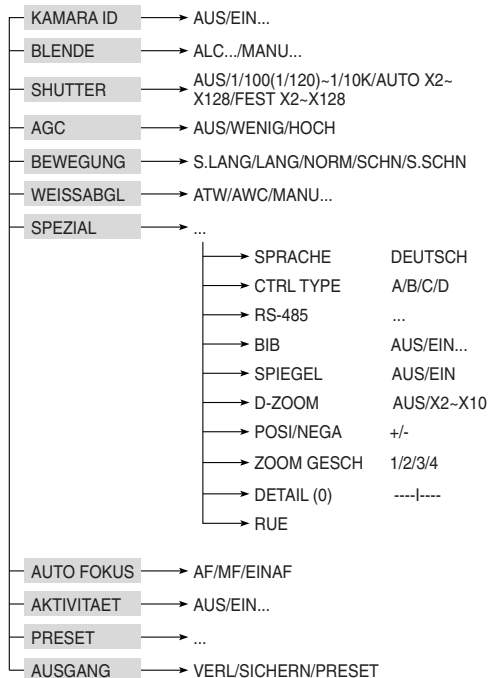 KAMARA ID AUS/EIN...
BLENDE ALC.../MANU...
SHUTTER AUS/1/100(1/120)~1/10K/AUTO X2~
X128/FEST X2~X128
AGC AUS/WENIG/HOCH
BEWEGUNG S.LANG/LANG/NORM/SCHN/S.SCHN
WEISSABGL ATW/AWC/MANU...
SPEZIAL ...
SPRACHE DEUTSCH
CTRL TYPE A/B/C/D
RS-485 ...
BIB AUS/EIN...
SPIEGEL AUS/EIN
D-ZOOM AUS/X2~X10
POSI/NEGA +/-
ZOOM GESCH 1/2/3/4
DETAIL (0) ----I----
RUE
AUTO FOKUS AF/MF/EINAF
AKTIVITAET AUS/EIN...
PRESET ...
AUSGANG VERL/SICHERN/PRESET